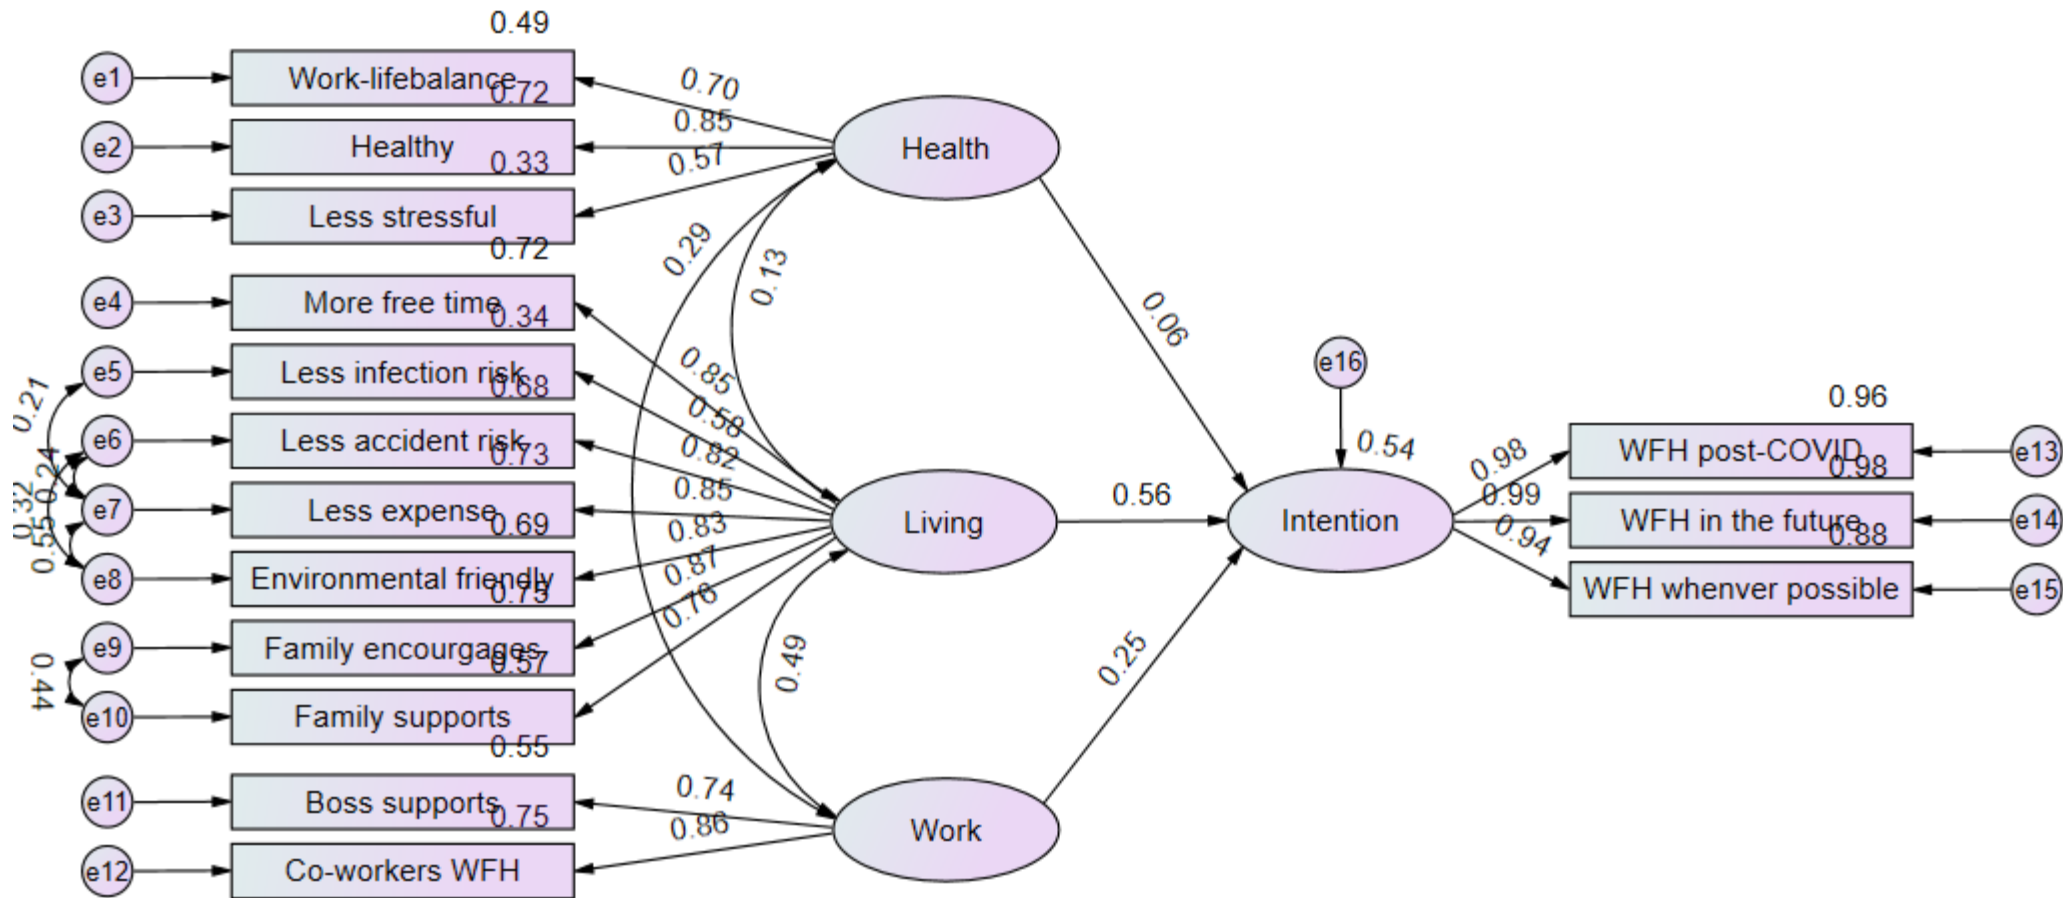 0.49
e1
Work-lifebalance
0.72
0.70
e2
Healthy
0.85
0.33
0.57
e3
Less stressful
0.72
Health
0.29
0.13
0.06
e4
More free time
0.34
0.85
e5
Less infection risk
0.68
0.58
e6
Less accident risk
0.73
0.82
e7
Less expense
0.69
0.85
e8
Environmental friendly
0.75
0.83
e9
Family encourgages
0.57
0.87
e10
Family supports
0.55
0.76
0.21
0.24
0.32
0.55
0.44
Living
0.56
0.49
e11
Boss supports
0.75
0.74
e12
Co-workers WFH
0.86
Work
0.25
e16
0.54
Intention
0.96
0.98
WFH post-COVID
e13
0.98
0.99
WFH in the future
e14
0.88
0.94
WFH whenver possible
e15